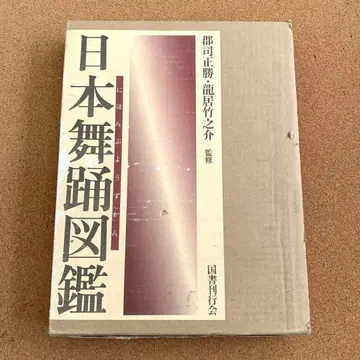 郡司正勝・龍居竹之介 監修
日本舞踊図鑑
にほんぶようずかん
国書刊行会